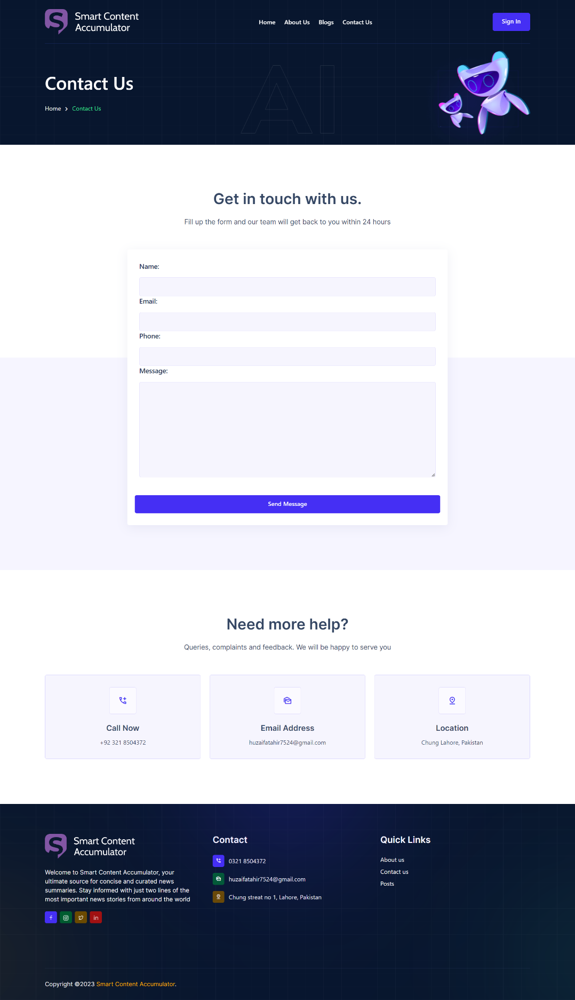 Smart Content
Accumulator
Home
About Us
Blogs
Contact Us
Sign In
AI
Contact Us
Home
Contact Us
Get in touch with us.
Fill up the form and our team will get back to you within 24 hours
Name:
Email:
Phone:
Message:
Send Message
Need more help?
Queries, complaints and feedback. We will be happy to serve you
Call Now
+92 321 8504372
Email Address
huzaifatahir7524@gmail.com
Location
Chung Lahore, Pakistan
Smart Content
Accumulator
Welcome to Smart Content Accumulator, your
ultimate source for concise and curated news
summaries. Stay informed with just two lines of the
most important news stories from around the world
Contact
0321 8504372
huzaifatahir7524@gmail.com
Chung streat no 1, Lahore, Pakistan
Quick Links
About us
Contact us
Posts
Copyright ©2023 Smart Content Accumulator.